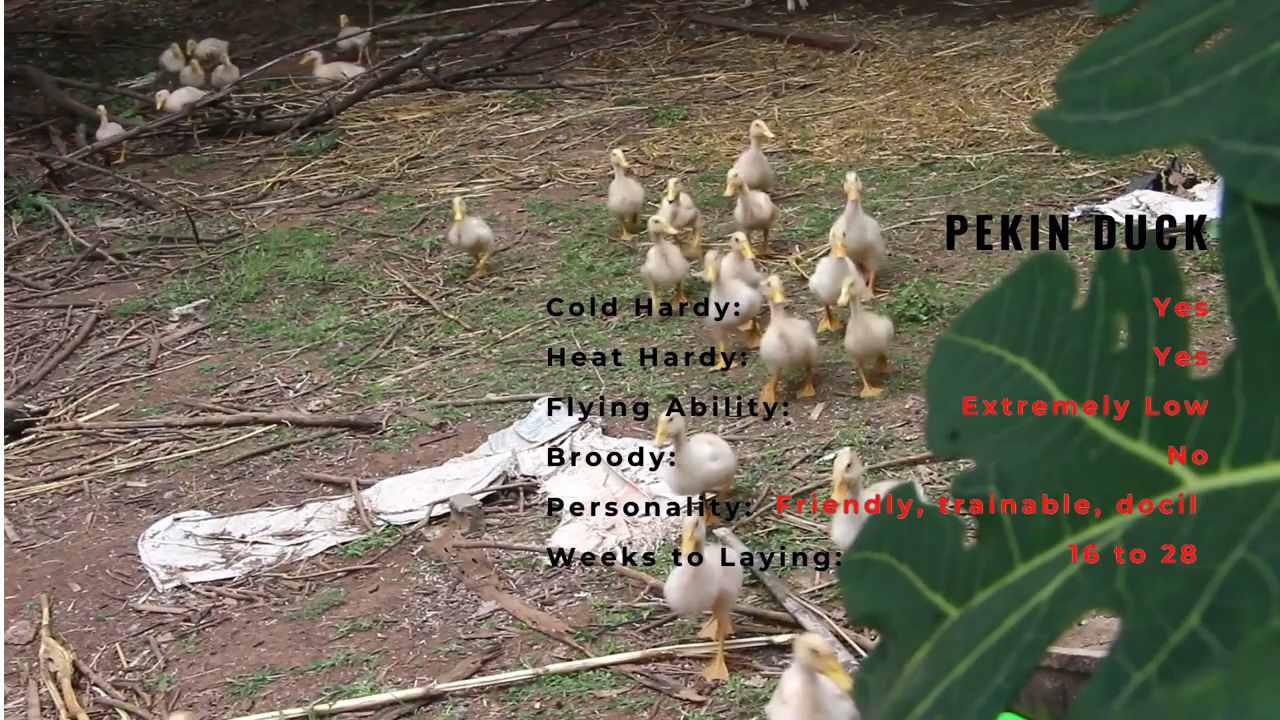 PEKIN DUCK
Cold Hardy: Yes
Heat Hardy: Yes
Flying Ability: Extremely Low
Broody: No
Personality: Friendly, trainable, docil
Weeks to Laying: 16 to 28